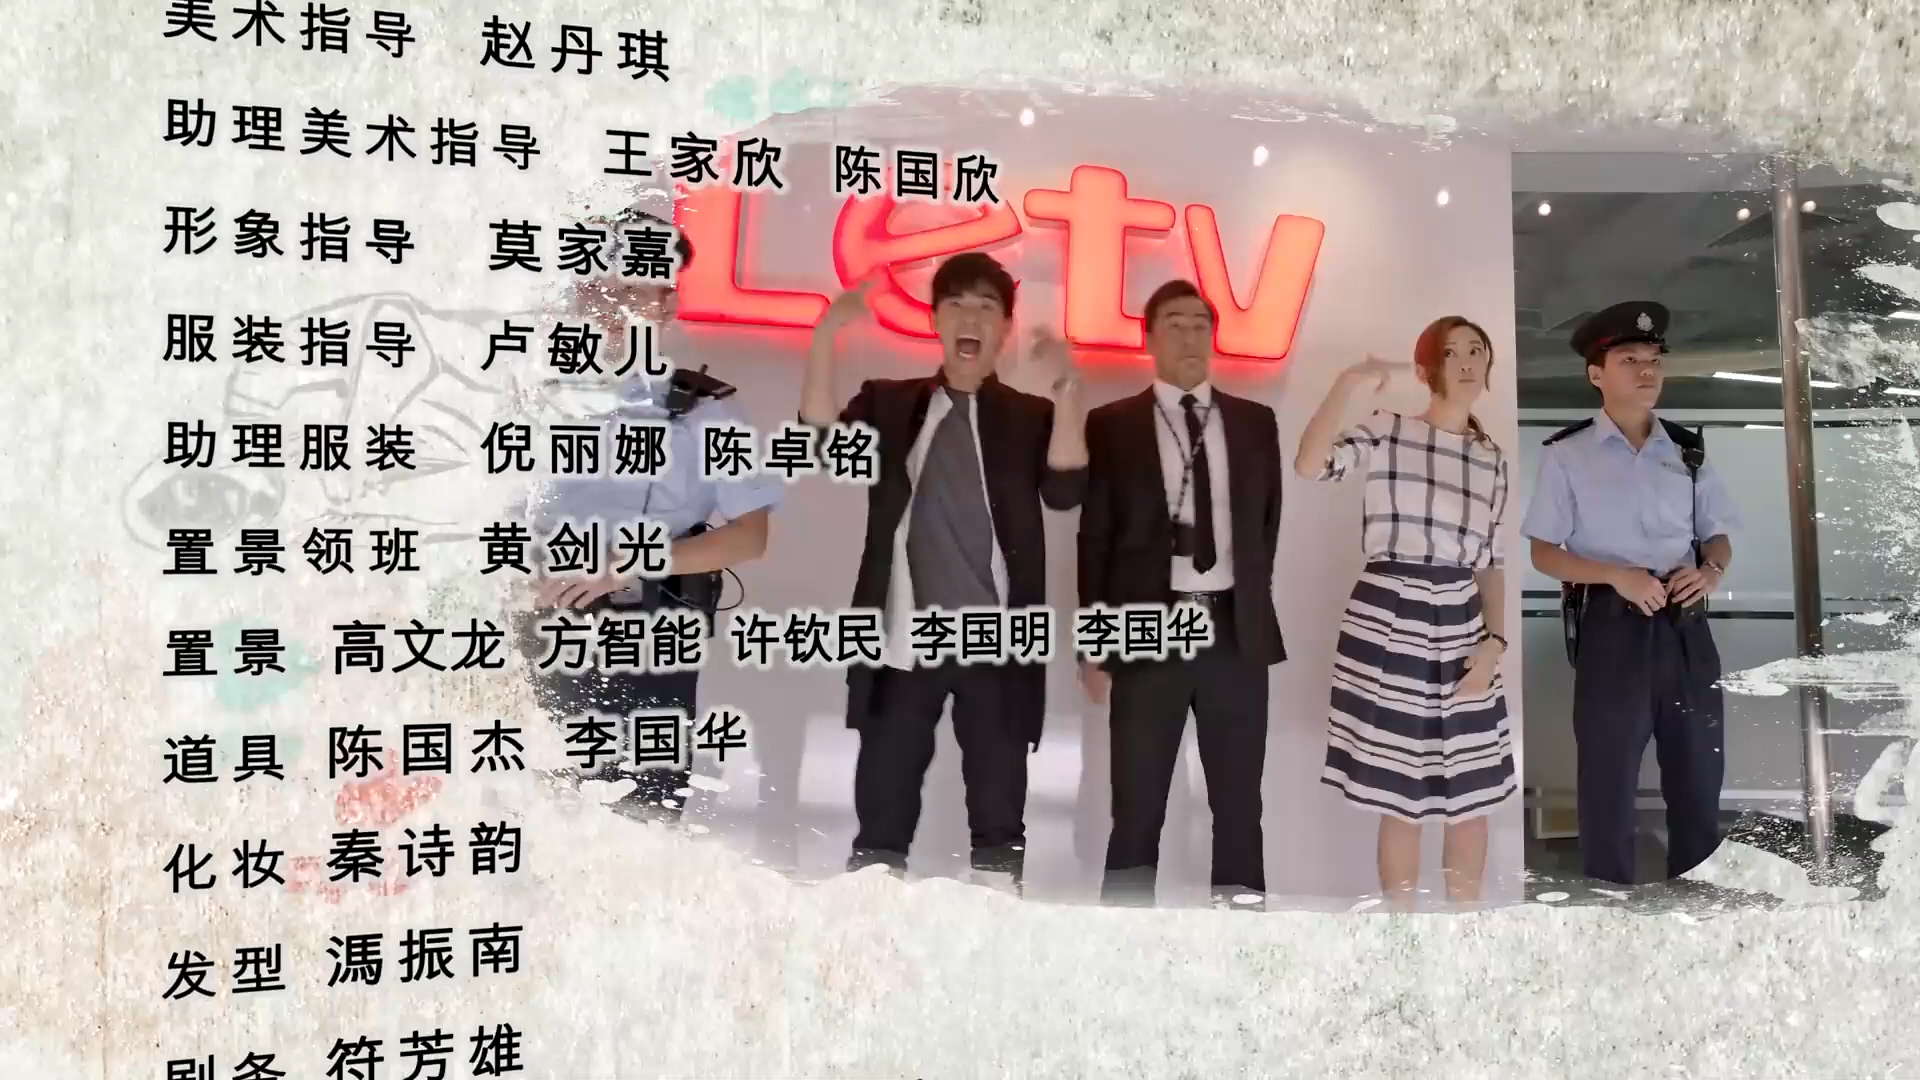 美术指导 赵丹琪
助理美术指导 王家欣 陈国欣
形象指导 莫家嘉
服装指导 卢敏儿
助理服装 倪丽娜 陈卓铭
置景领班 黄剑光
置景 高文龙 方智能 许钦民 李国明 李国华
道具 陈国杰 李国华
化妆 秦诗韵
发型 馮振南
剧务 符芳雄
Letv